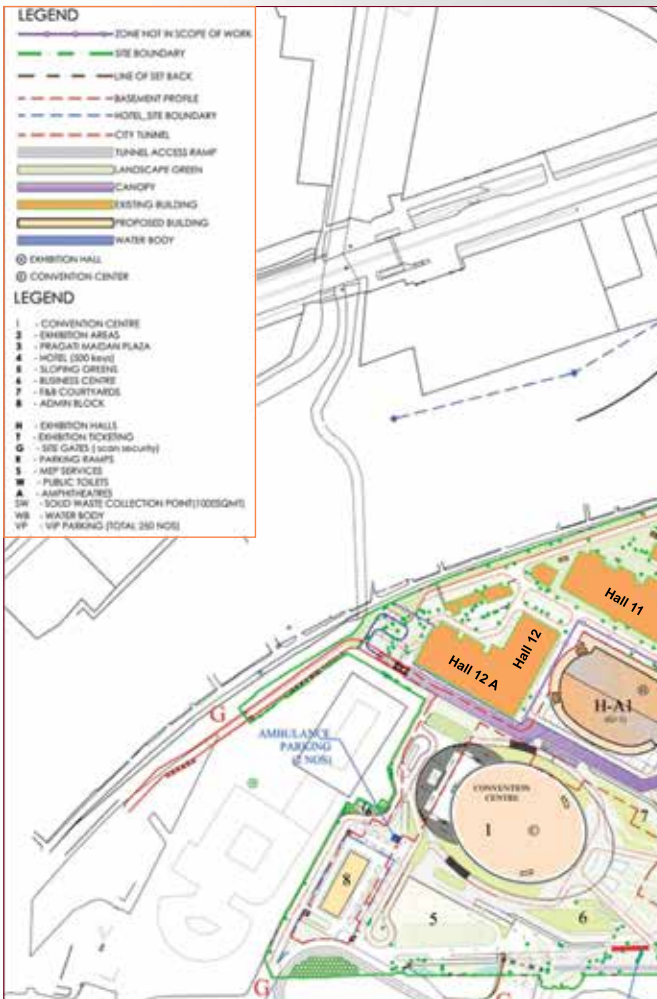 LEGEND
ZONE NOT IN SCOPE OF WORK
SITE BOUNDARY
LINE OF SET BACK
BASEMENT PROFILE
HOTEL, SITE BOUNDARY
CITY TUNNEL
TUNNEL ACCESS RAMP
LANDSCAPE GREEN
CANOPY
EXISTING BUILDING
PROPOSED BUILDING
WATER BODY
EXHIBITION HALL
CONVENTION CENTER
LEGEND
1 - CONVENTION CENTRE
2 - EXHIBITION AREAS
3 - PRAGATI MAIDAN PLAZA
4 - HOTEL (500 keys)
5 - SLOPING GREENS
6 - BUSINESS CENTRE
7 - F&B COURTYARDS
8 - ADMIN BLOCK
H - EXHIBITION HALLS
T - EXHIBITION TICKETING
G - SITE GATES (scan security)
R - PARKING RAMPS
S - MEP SERVICES
W - PUBLIC TOILETS
A - AMPHITHEATRES
SW - SOLID WASTE COLLECTION POINT(1000SQMT)
WB - WATER BODY
VP - VIP PARKING (TOTAL 250 NOS)
Hall 11
Hall 12
Hall 12 A
H-A1
G
AMBULANCE
PARKING
(2 NOS)
CONVENTION
CENTRE
1 ©
7
8
5
6
G
G